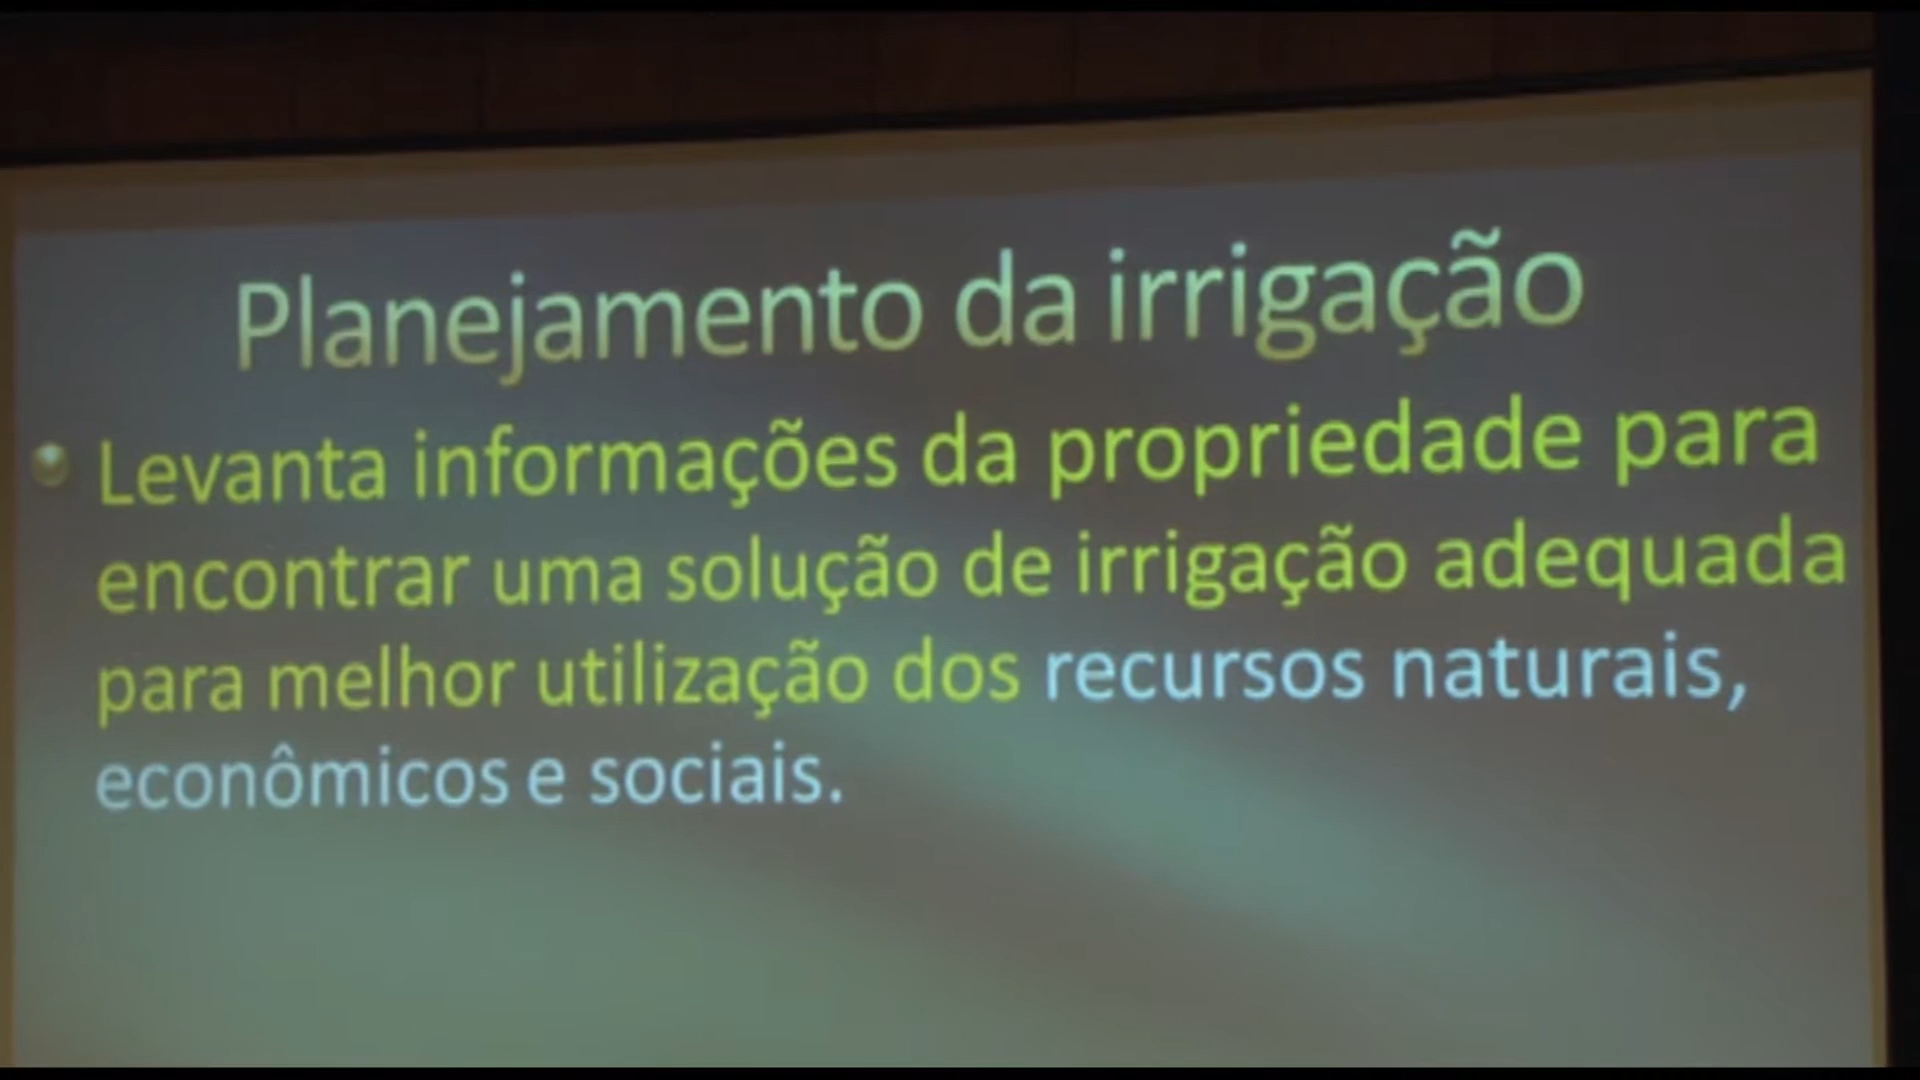 Planejamento da irrigação
• Levanta informações da propriedade para
encontrar uma solução de irrigação adequada
para melhor utilização dos recursos naturais,
econômicos e sociais.